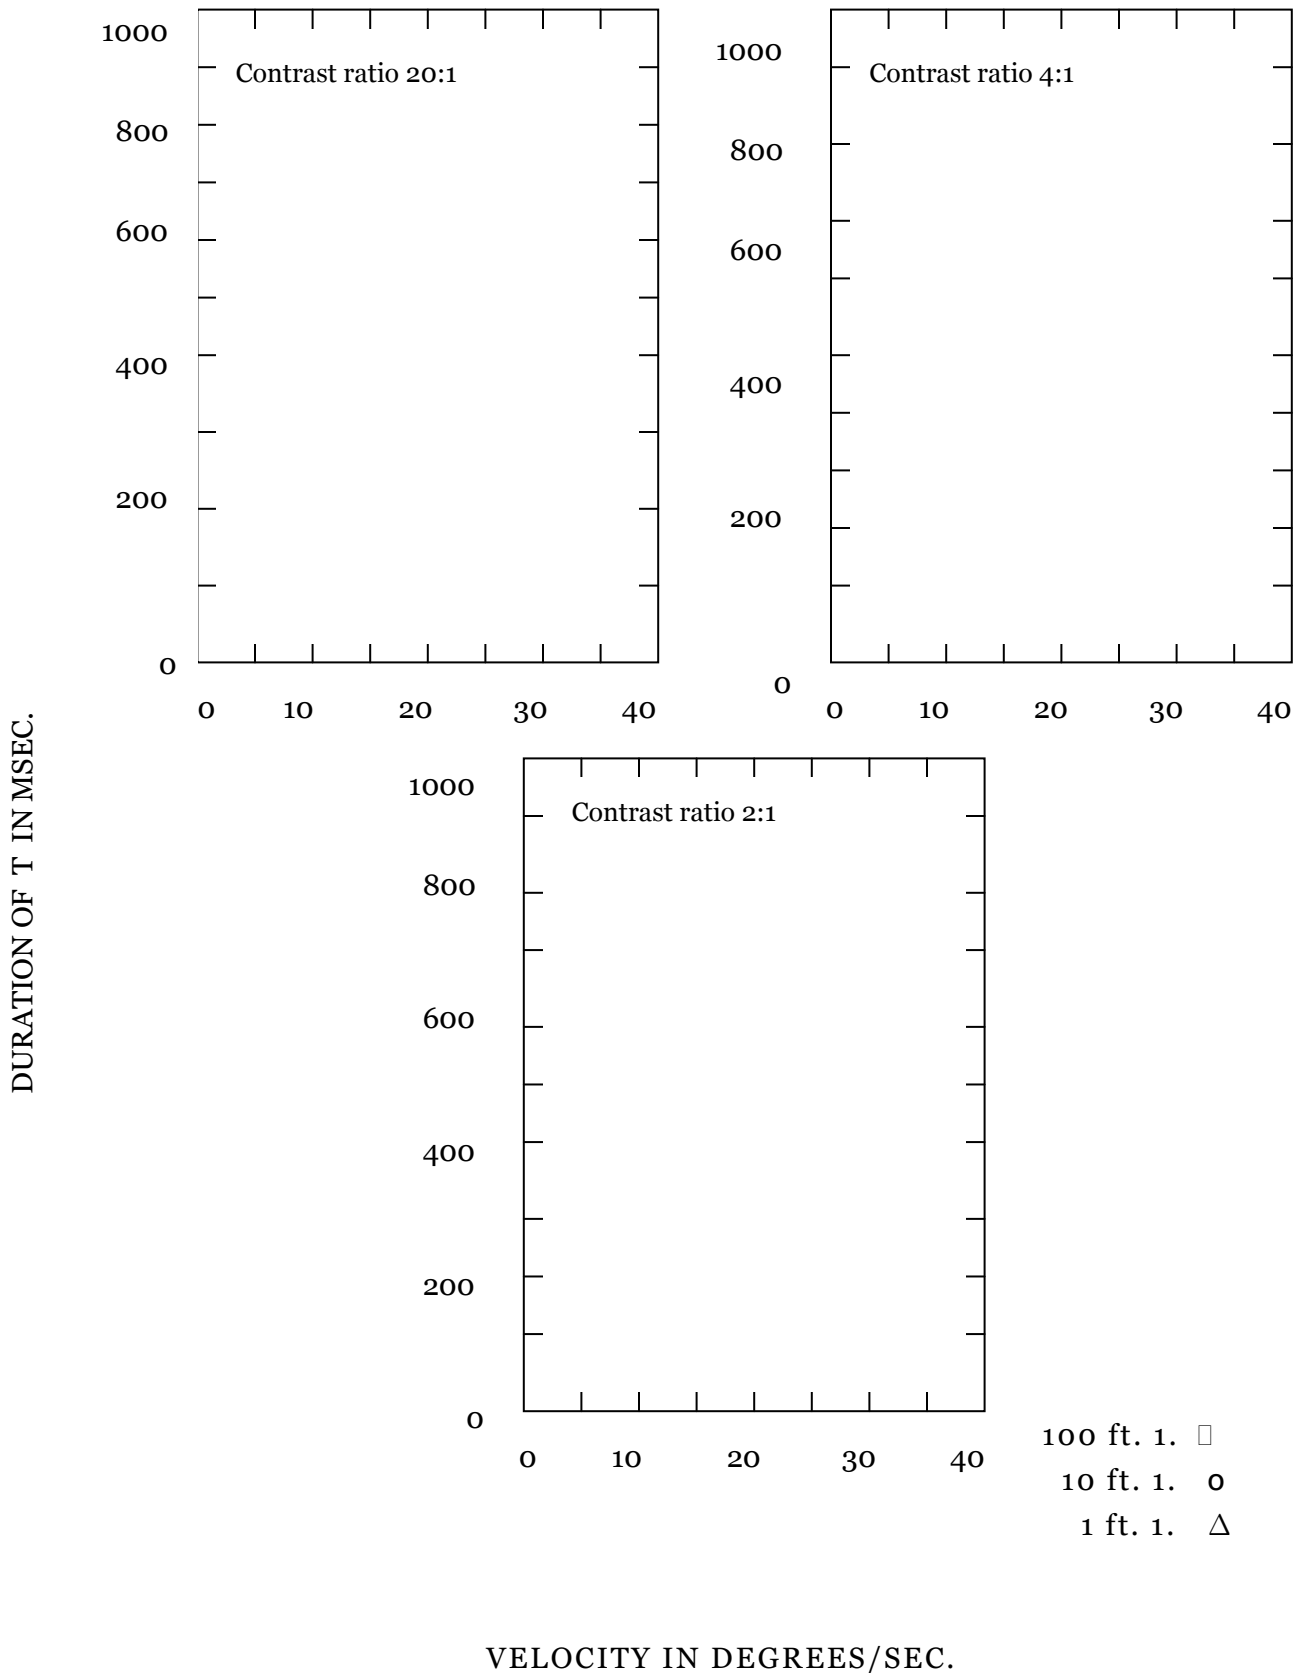 1000
Contrast ratio 20:1
800
600
400
200
0
0 10 20 30 40
1000
Contrast ratio 4:1
800
600
400
200
0
0 10 20 30 40
DURATION OF T IN MSEC.
1000
Contrast ratio 2:1
800
600
400
200
0
0 10 20 30 40
100 ft. 1. □
10 ft. 1. o
1 ft. 1. Δ
VELOCITY IN DEGREES/SEC.